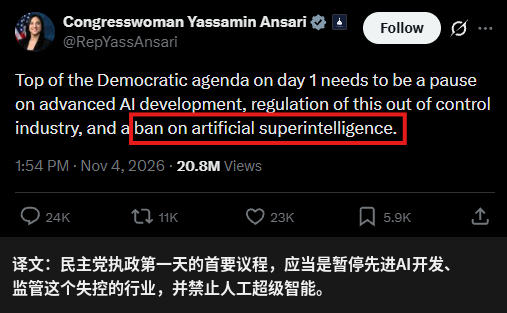 Congresswoman Yassamin Ansari
@RepYassAnsari
Follow
Top of the Democratic agenda on day 1 needs to be a pause
on advanced AI development, regulation of this out of control
industry, and a ban on artificial superintelligence.
1:54 PM · Nov 4, 2026 · 20.8M Views
24K 11K 23K 5.9K
译文：民主党执政第一天的首要议程，应当是暂停先进AI开发、
监管这个失控的行业，并禁止人工超级智能。